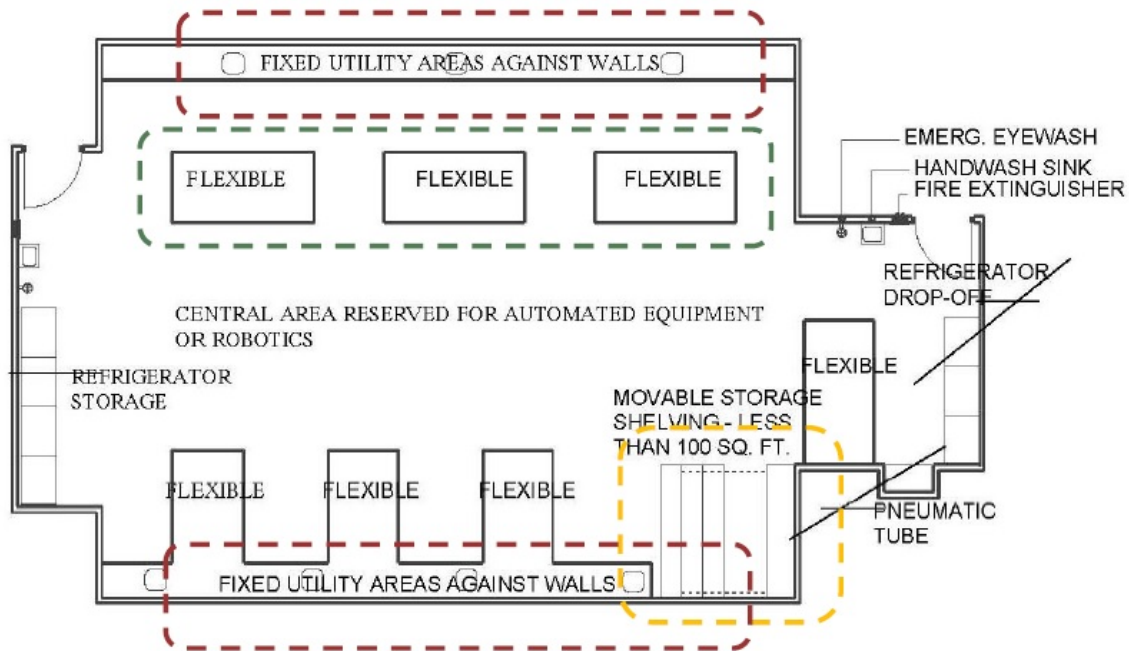 FIXED UTILITY AREAS AGAINST WALLS
EMERG. EYEWASH
HANDWASH SINK
FIRE EXTINGUISHER
FLEXIBLE
FLEXIBLE
FLEXIBLE
REFRIGERATOR
DROP-OFF
CENTRAL AREA RESERVED FOR AUTOMATED EQUIPMENT
OR ROBOTICS
FLEXIBLE
REFRIGERATOR
STORAGE
MOVABLE STORAGE
SHELVING - LESS
THAN 100 SQ. FT.
FLEXIBLE
FLEXIBLE
FLEXIBLE
PNEUMATIC
TUBE
FIXED UTILITY AREAS AGAINST WALLS